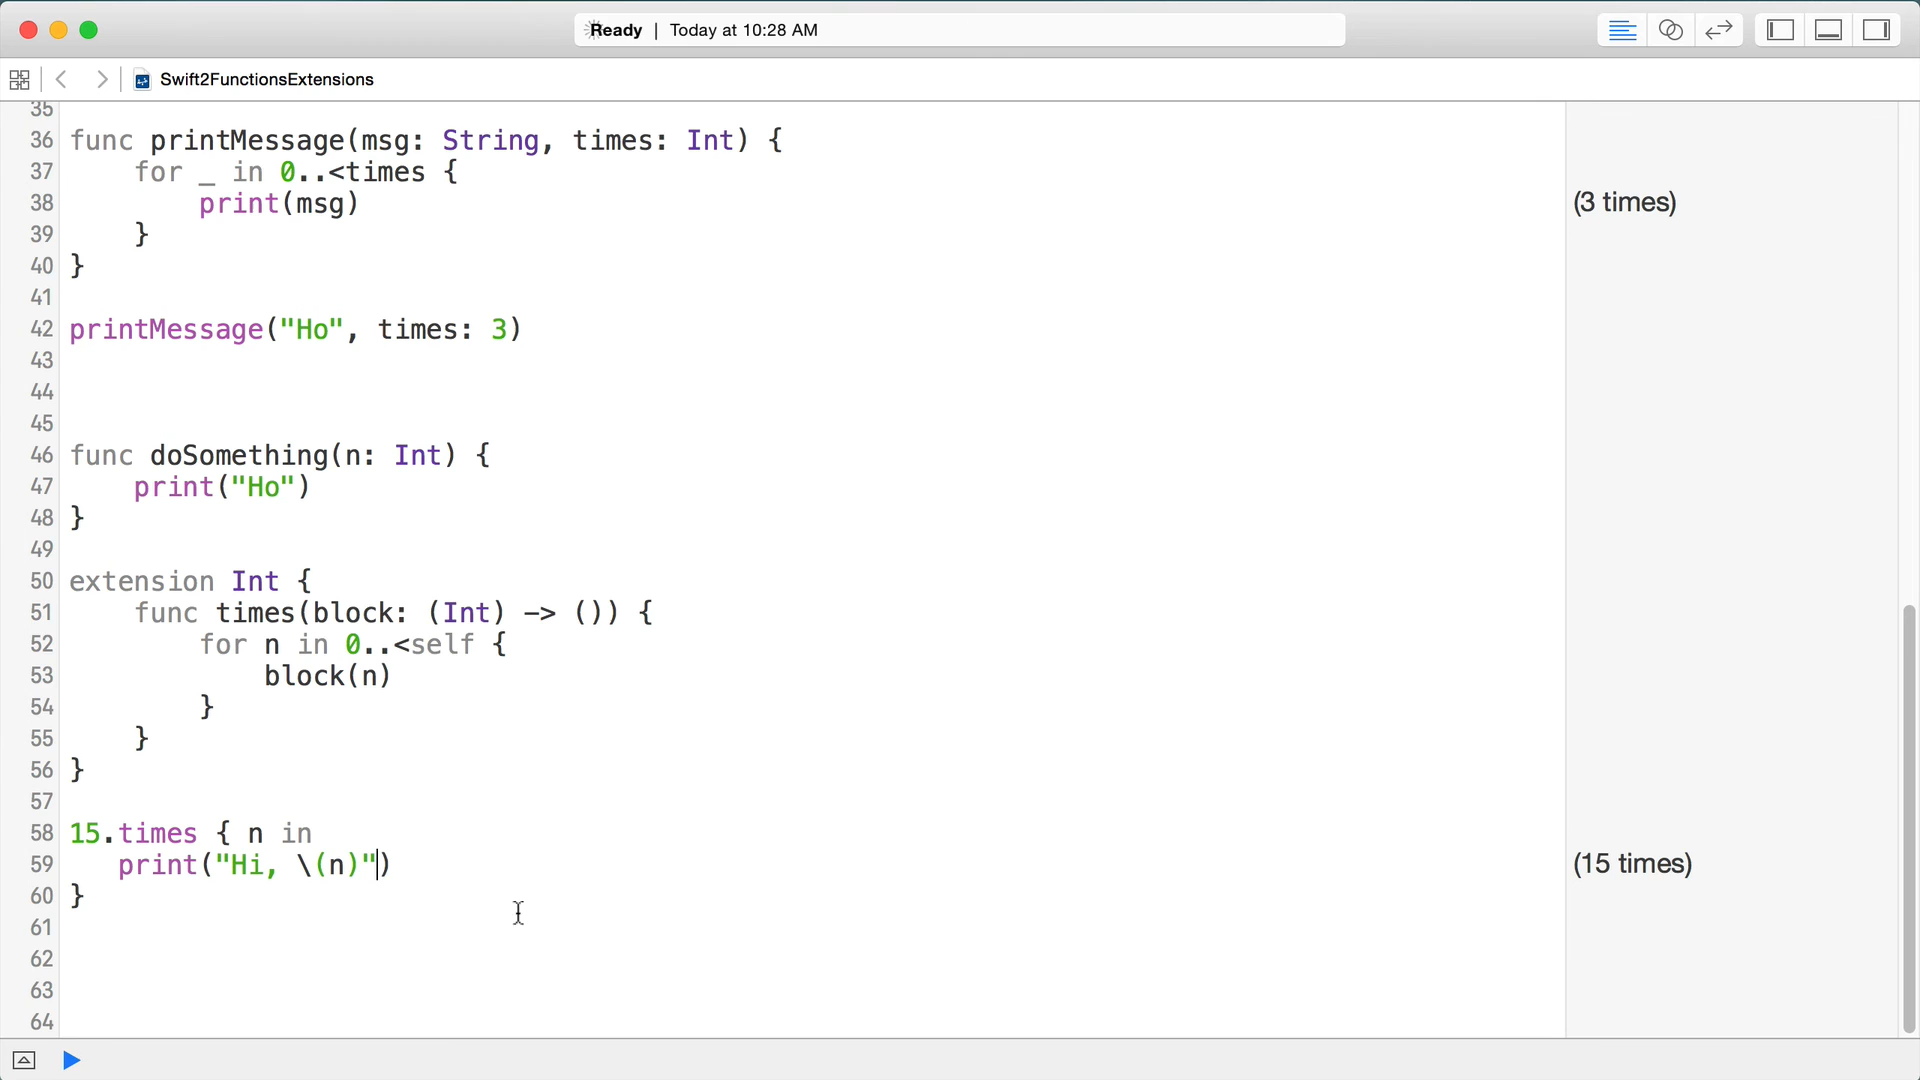 Ready | Today at 10:28 AM
Swift2FunctionsExtensions
35
36 func printMessage(msg: String, times: Int) {
37     for _ in 0..<times {
38         print(msg) (3 times)
39     }
40 }
41
42 printMessage("Ho", times: 3)
43
44
45
46 func doSomething(n: Int) {
47     print("Ho")
48 }
49
50 extension Int {
51     func times(block: (Int) -> ()) {
52         for n in 0..<self {
53             block(n)
54         }
55     }
56 }
57
58 15.times { n in
59    print("Hi, \(n)") (15 times)
60 }
61
62
63
64